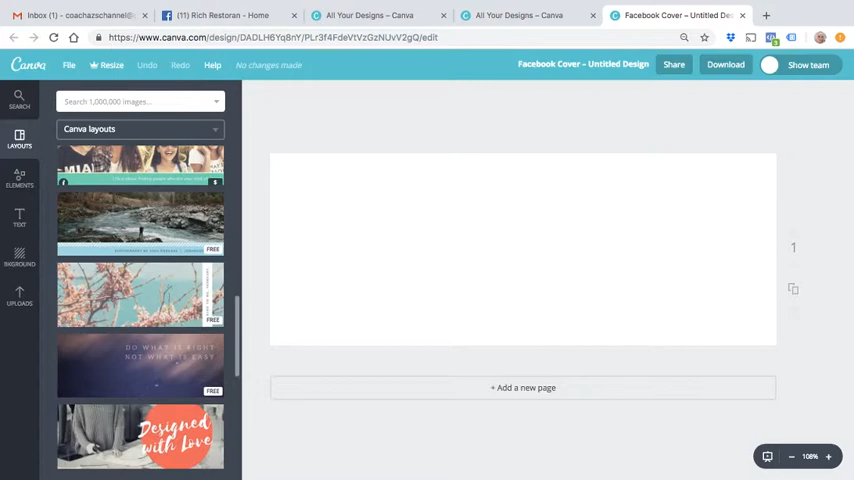 Inbox (1) - coachazschannel@
(11) Rich Restoran - Home
All Your Designs – Canva
All Your Designs – Canva
Facebook Cover – Untitled Des
https://www.canva.com/design/DADLH6Yq8nY/PLr3f4FdeVtVzGzNUvV2gQ/edit
Canva
File
Resize
Undo
Redo
Help
No changes made
Facebook Cover – Untitled Design
Share
Download
Show team
SEARCH
LAYOUTS
ELEMENTS
TEXT
BKGROUND
UPLOADS
Search 1,000,000 images...
Canva layouts
FREE
FREE
DO WHAT IS RIGHT
NOT WHAT IS EASY
FREE
Designed
with Love
1
+ Add a new page
108%